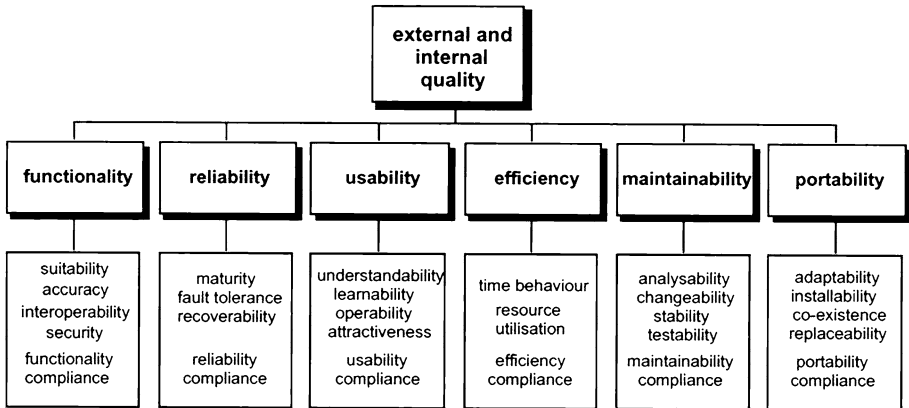 external and
internal
quality
functionality
reliability
usability
efficiency
maintainability
portability
suitability
accuracy
interoperability
security
functionality
compliance
maturity
fault tolerance
recoverability
reliability
compliance
understandability
learnability
operability
attractiveness
usability
compliance
time behaviour
resource
utilisation
efficiency
compliance
analysability
changeability
stability
testability
maintainability
compliance
adaptability
installability
co-existence
replaceability
portability
compliance